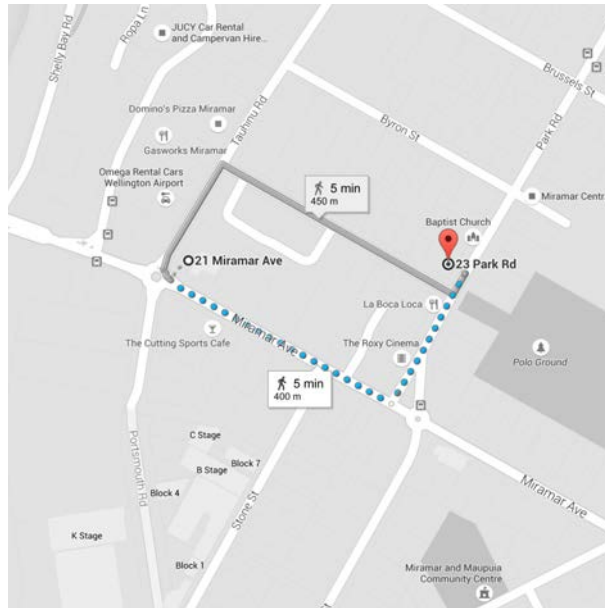 Shelly Bay Rd
Ropa Ln
JUCY Car Rental
and Campervan Hire...
Brussels St
Domino's Pizza Miramar
Tauhinu Rd
Byron St
Park Rd
Gasworks Miramar
Omega Rental Cars
Wellington Airport
5 min
450 m
Miramar Centr
Baptist Church
21 Miramar Ave
23 Park Rd
La Boca Loca
Miramar Ave
The Cutting Sports Cafe
The Roxy Cinema
Polo Ground
5 min
400 m
C Stage
Portsmouth Rd
B Stage
Block 7
Block 4
Stone St
Miramar Ave
K Stage
Block 1
Miramar and Maupuia
Community Centre